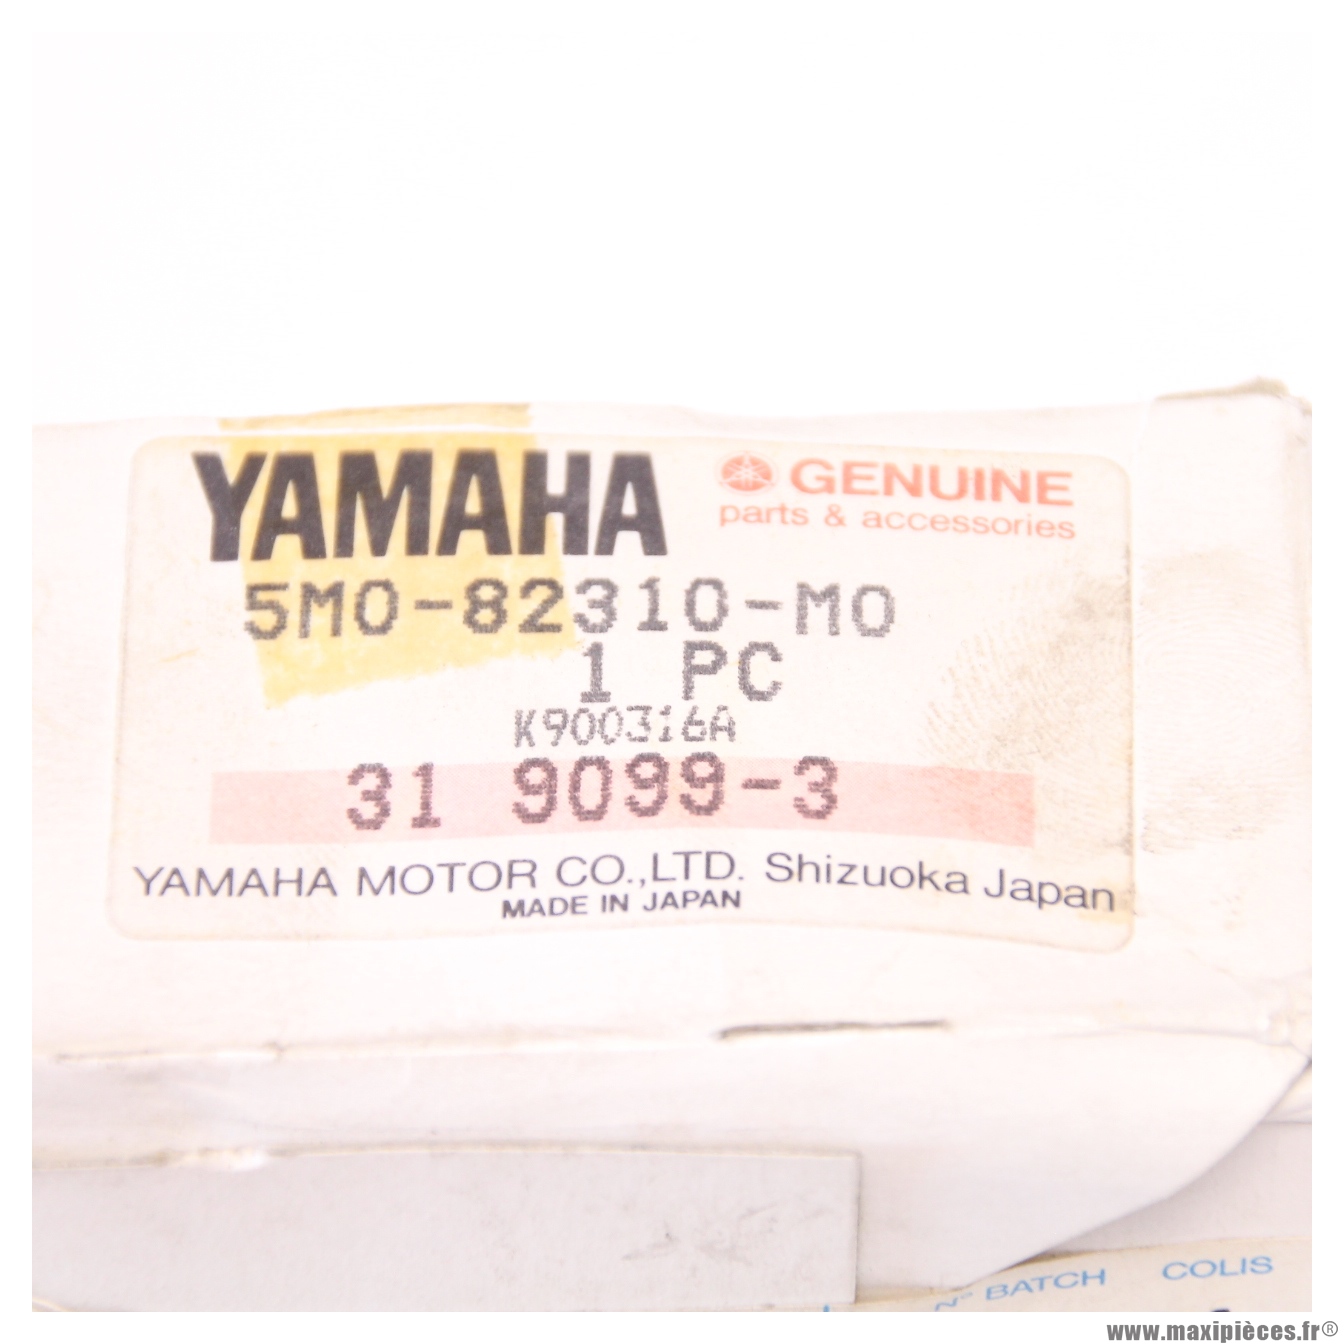 YAMAHA GENUINE
parts & accessories
5M0-82310-M0
1 PC
K900316A
31 9099-3
YAMAHA MOTOR CO.,LTD. Shizuoka Japan
MADE IN JAPAN
N° BATCH COLIS
www.maxipièces.fr®